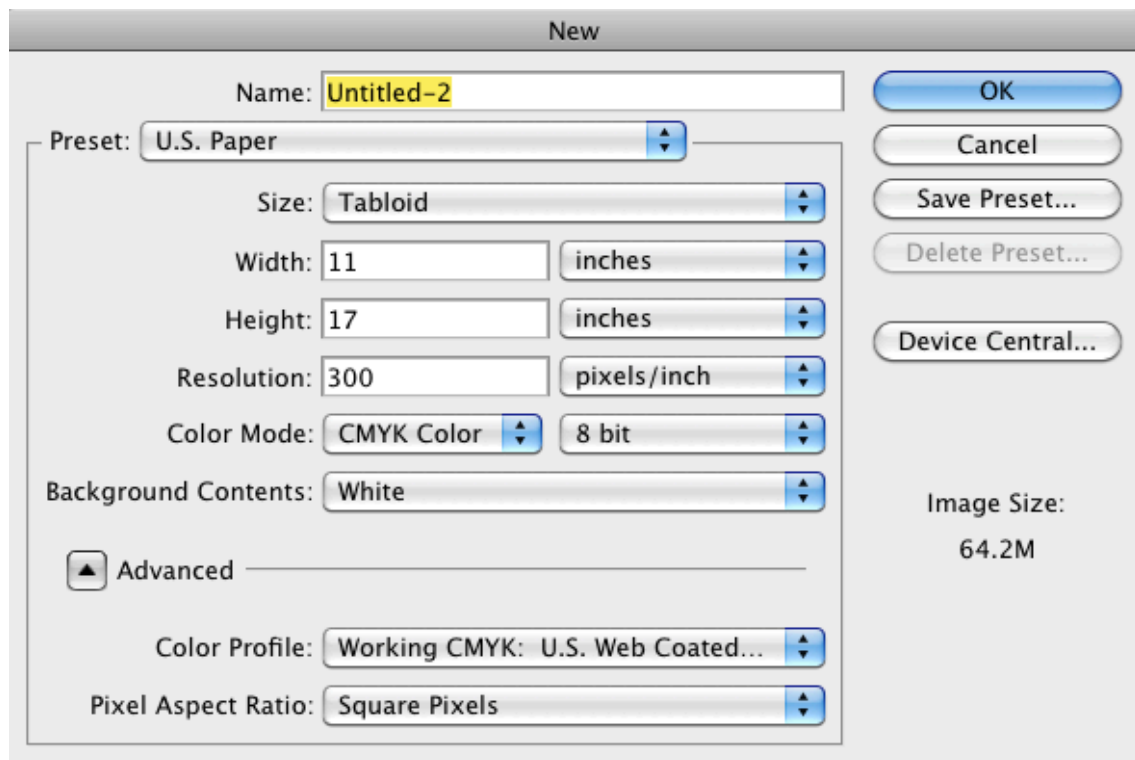 New
Name: Untitled-2
OK
Preset: U.S. Paper
Cancel
Size: Tabloid
Save Preset...
Width: 11 inches
Delete Preset...
Height: 17 inches
Device Central...
Resolution: 300 pixels/inch
Color Mode: CMYK Color 8 bit
Background Contents: White
Image Size:
64.2M
Advanced
Color Profile: Working CMYK: U.S. Web Coated...
Pixel Aspect Ratio: Square Pixels